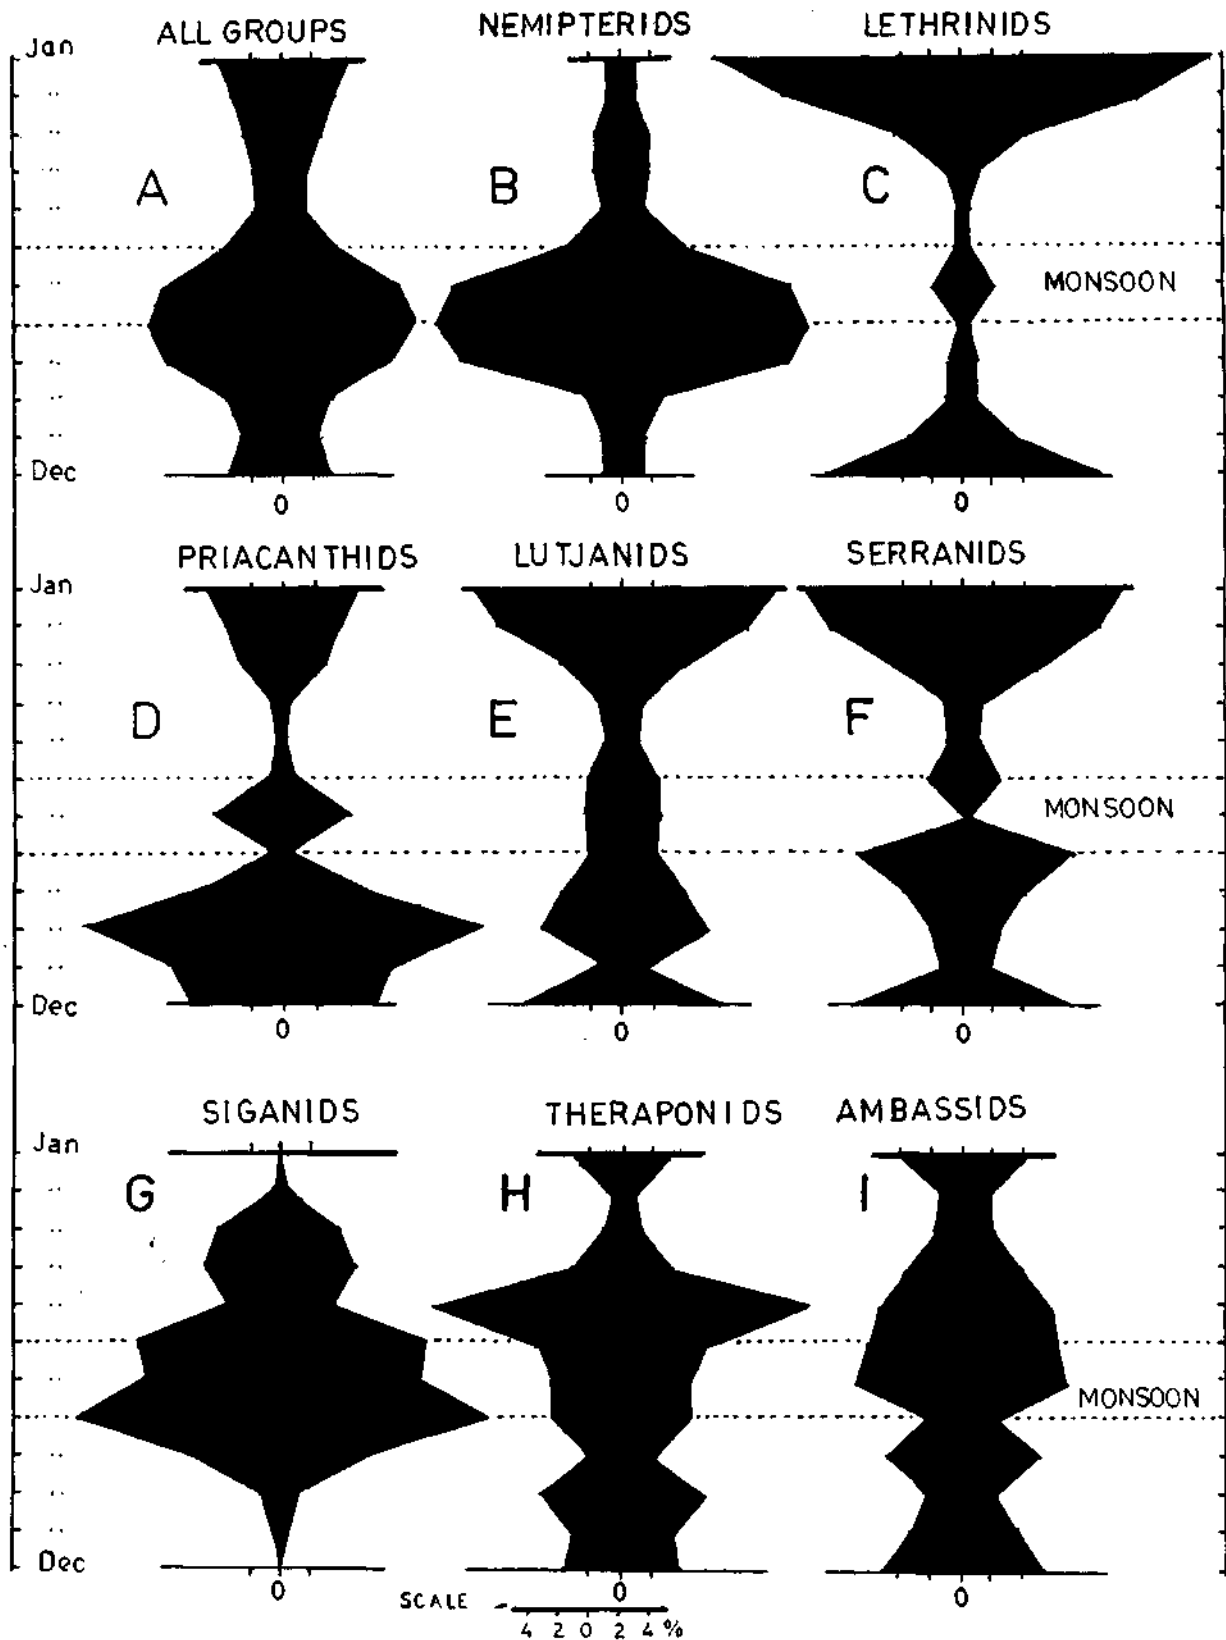 ALL GROUPS NEMIPTERIDS LETHRINIDS
Jan
A B C
MONSOON
Dec
0 0 0
PRIACANTHIDS LUTJANIDS SERRANIDS
Jan
D E F
MONSOON
Dec
0 0 0
SIGANIDS THERAPONIDS AMBASSIDS
Jan
G H I
MONSOON
Dec
0 0 0
SCALE
4 2 0 2 4 %